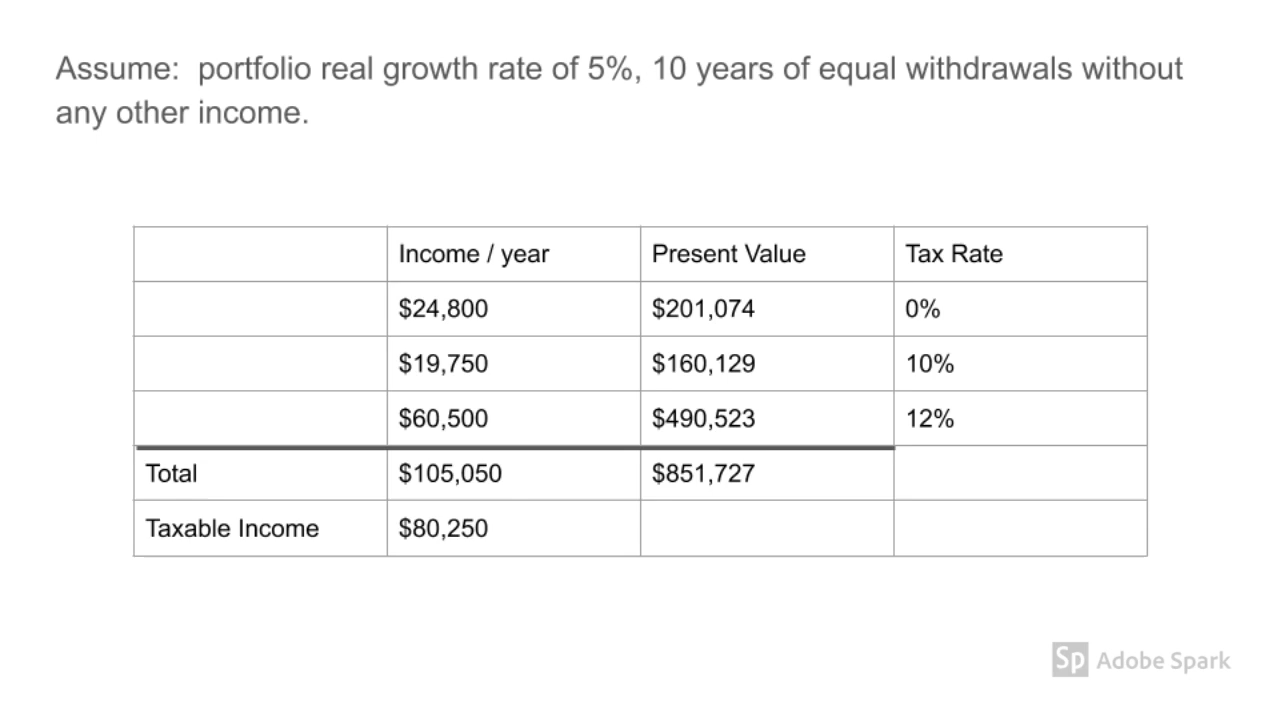 Assume:  portfolio real growth rate of 5%, 10 years of equal withdrawals without
any other income.
Income / year Present Value Tax Rate
$24,800 $201,074 0%
$19,750 $160,129 10%
$60,500 $490,523 12%
Total $105,050 $851,727
Taxable Income $80,250
Sp Adobe Spark